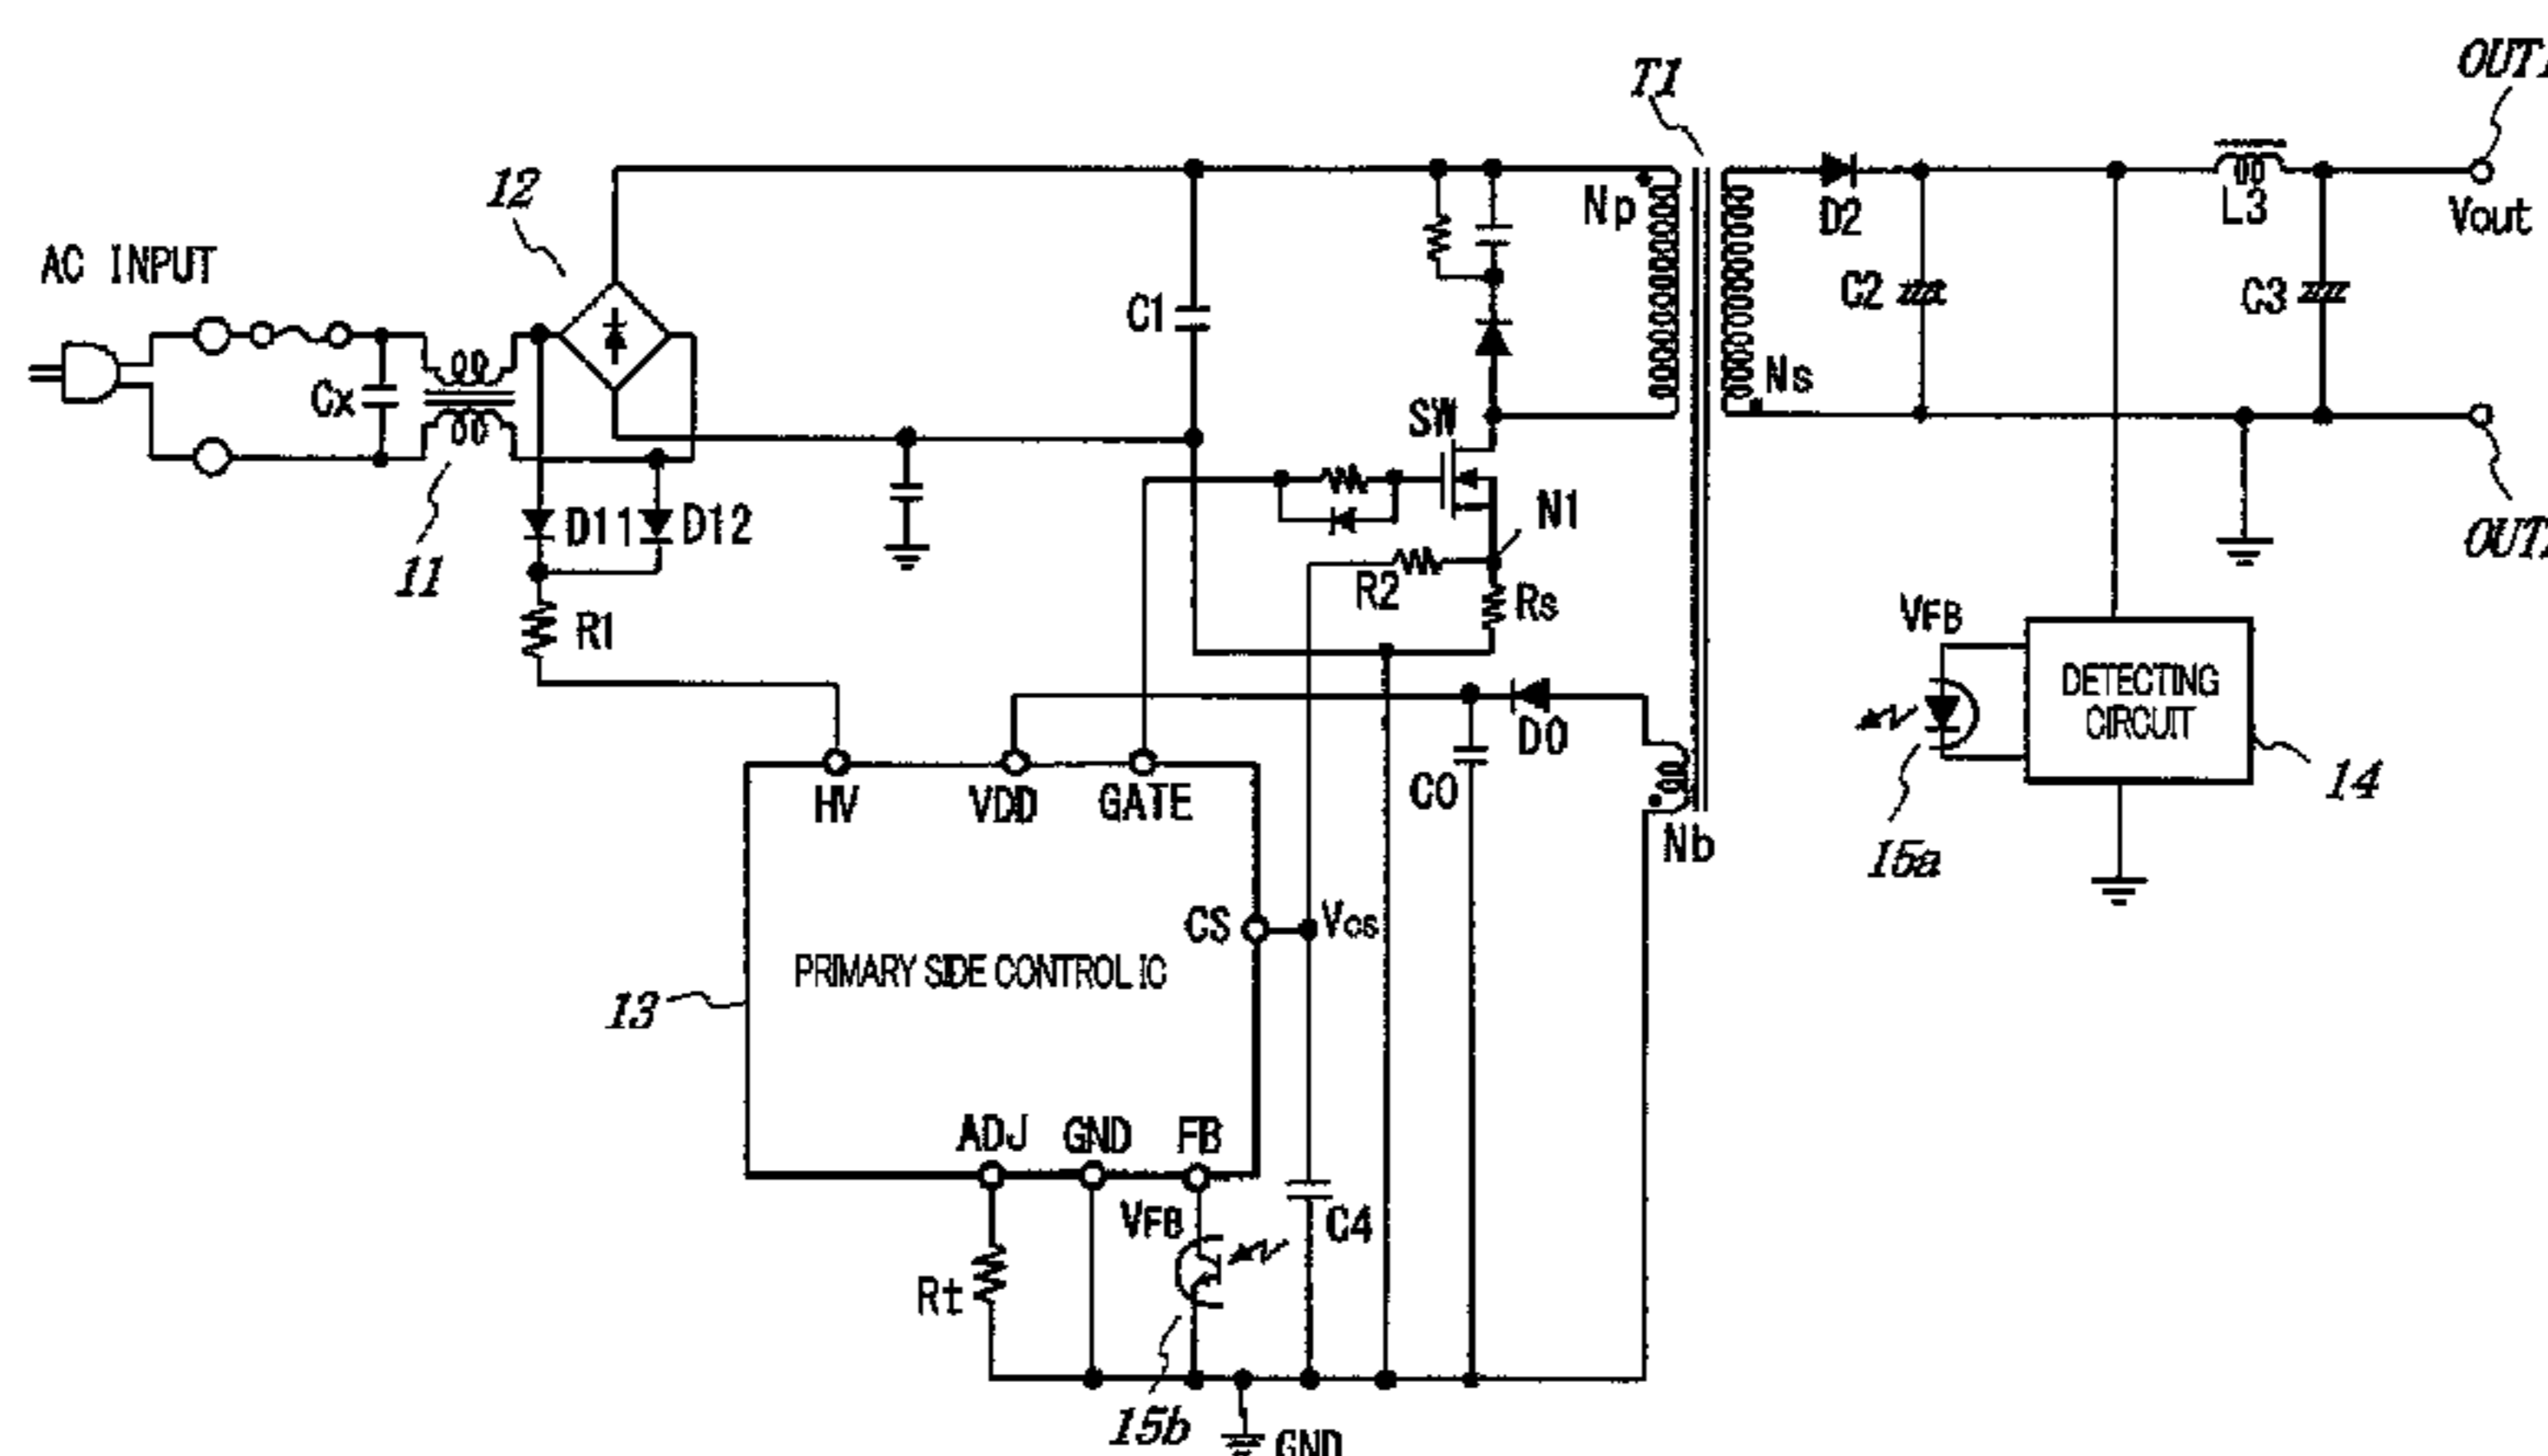 OUT
T1
12
Np
D2
L3
Vout
AC INPUT
C1
C2
C3
Ns
Cx
SW
N1
D11
D12
OUT
11
R2
Rs
VFB
R1
DETECTING
CIRCUIT
D0
14
HV
VDD
GATE
C0
Nb
15a
CS
Vcs
PRIMARY SIDE CONTROL IC
13
ADJ
GND
FB
VFB
C4
Rt
15b
GND